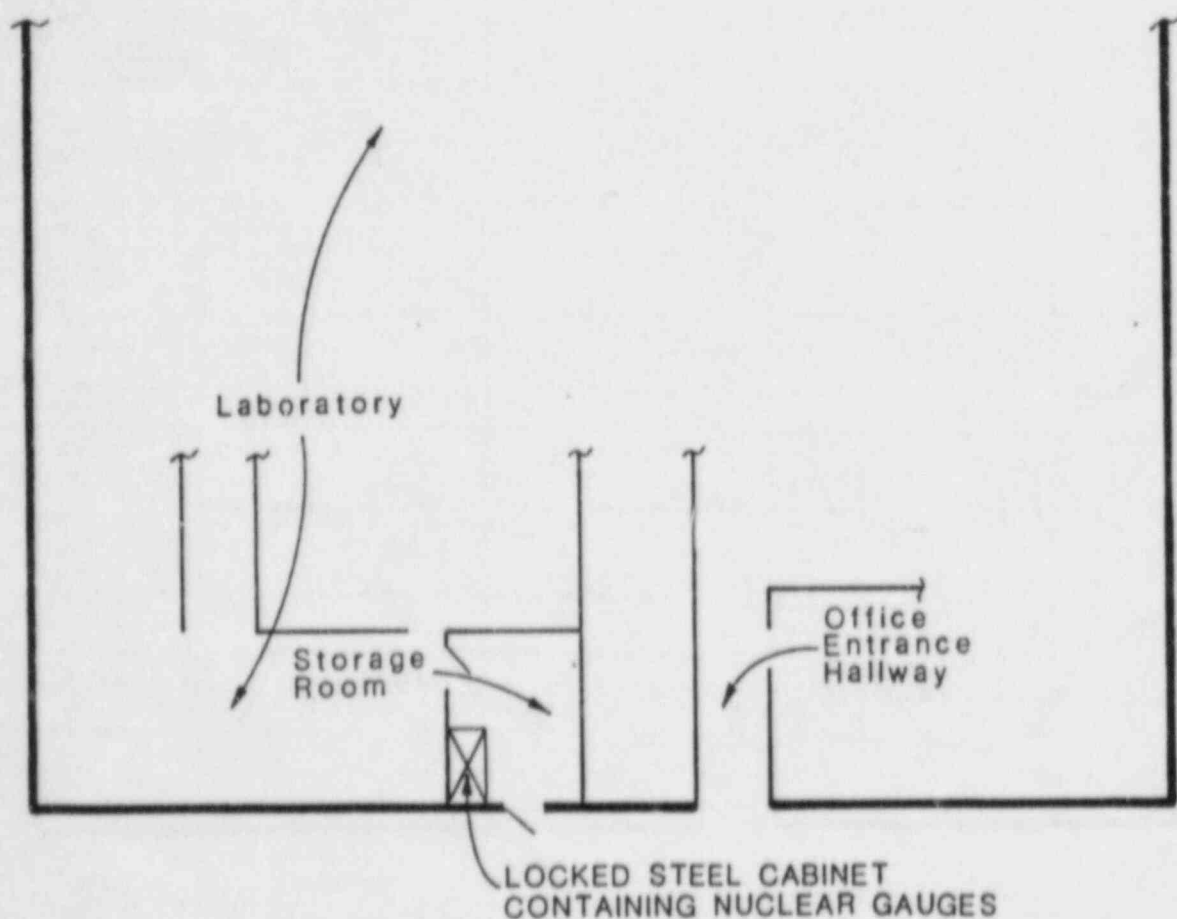 Laboratory
Storage
Room
Office
Entrance
Hallway
LOCKED STEEL CABINET
CONTAINING NUCLEAR GAUGES